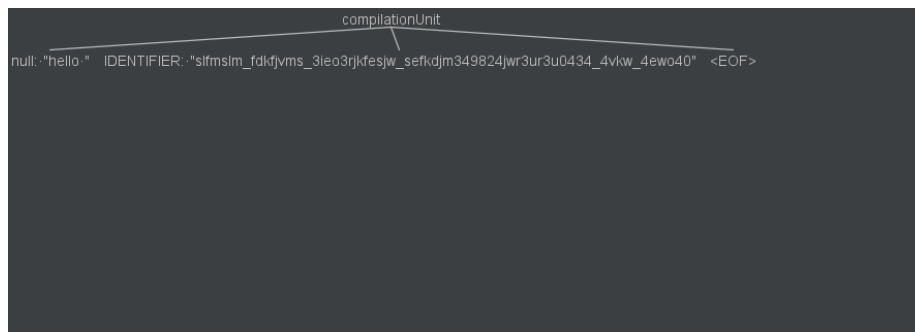 compilationUnit
null:·"hello·" IDENTIFIER:·"slfmslm_fdkfjvms_3ieo3rjkfesjw_sefkdjm349824jwr3ur3u0434_4vkw_4ewo40" <EOF>